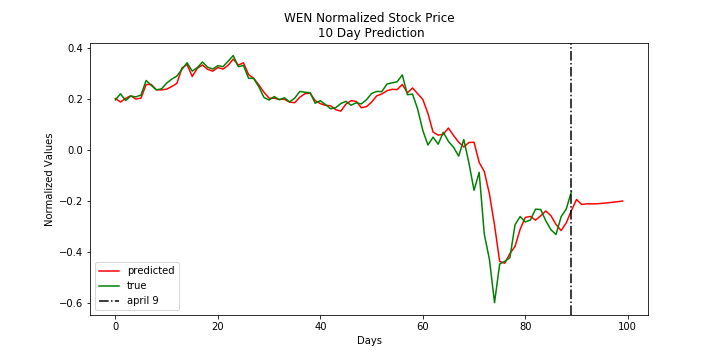 WEN Normalized Stock Price
10 Day Prediction
Normalized Values
0.4
0.2
0.0
−0.2
−0.4
−0.6
predicted
true
april 9
0
20
40
60
80
100
Days